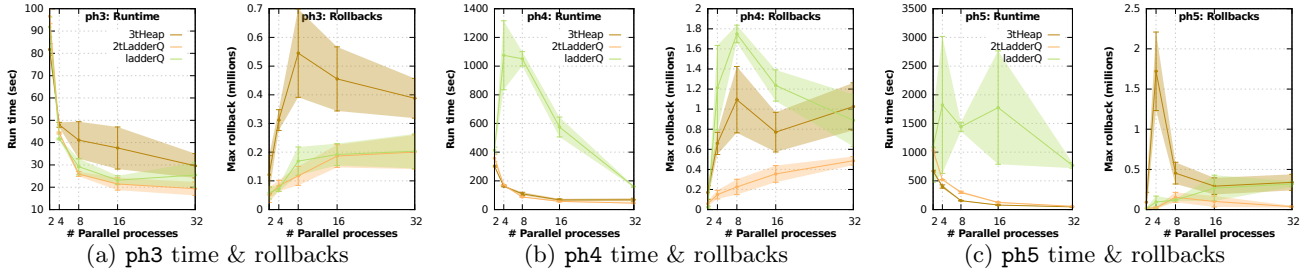 ph3: Runtime
3tHeap
2tLadderQ
ladderQ
Run time (sec)
100
90
80
70
60
50
40
30
20
10
2 4 8 16 32
# Parallel processes
ph3: Rollbacks
Max rollback (millions)
0.7
0.6
0.5
0.4
0.3
0.2
0.1
0
2 4 8 16 32
# Parallel processes
(a) ph3 time & rollbacks
ph4: Runtime
3tHeap
2tLadderQ
ladderQ
Run time (sec)
1400
1200
1000
800
600
400
200
0
2 4 8 16 32
# Parallel processes
ph4: Rollbacks
Max rollback (millions)
2
1.8
1.6
1.4
1.2
1
0.8
0.6
0.4
0.2
0
2 4 8 16 32
# Parallel processes
(b) ph4 time & rollbacks
ph5: Runtime
3tHeap
2tLadderQ
ladderQ
Run time (sec)
3500
3000
2500
2000
1500
1000
500
0
2 4 8 16 32
# Parallel processes
ph5: Rollbacks
Max rollback (millions)
2.5
2
1.5
1
0.5
0
2 4 8 16 32
# Parallel processes
(c) ph5 time & rollbacks